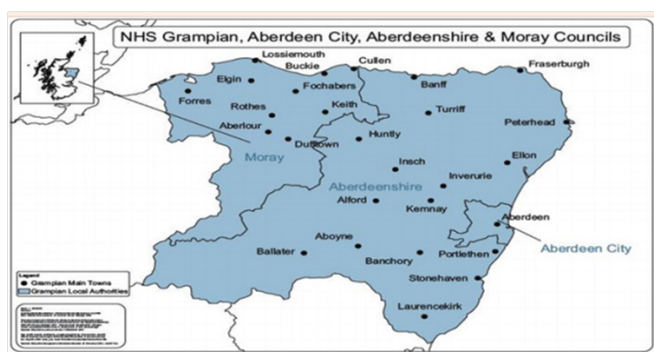 NHS Grampian, Aberdeen City, Aberdeenshire & Moray Councils
Lossiemouth
Buckie
Cullen
Fraserburgh
Elgin
Fochabers
Banff
Forres
Rothes
Keith
Turriff
Peterhead
Aberlour
Dufftown
Huntly
Moray
Insch
Ellon
Aberdeenshire
Inverurie
Alford
Kemnay
Aberdeen
Aboyne
Aberdeen City
Ballater
Banchory
Portlethen
Stonehaven
Legend
Grampian Main Towns
Grampian Local Authorities
Laurencekirk